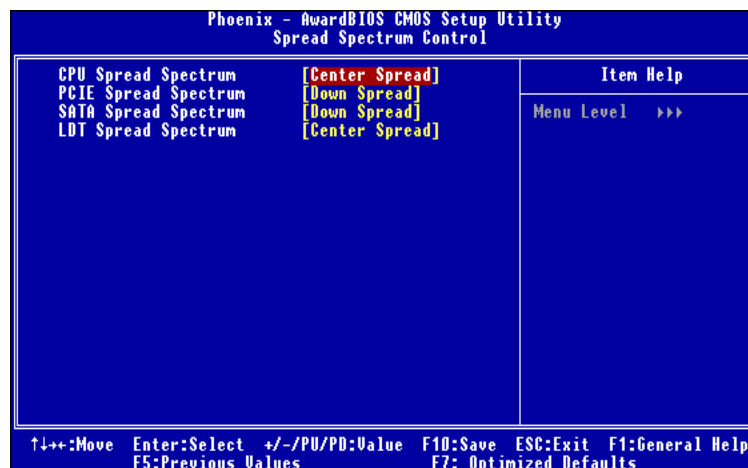 Phoenix - AwardBIOS CMOS Setup Utility
Spread Spectrum Control
CPU Spread Spectrum [Center Spread]
PCIE Spread Spectrum [Down Spread]
SATA Spread Spectrum [Down Spread]
LDT Spread Spectrum [Center Spread]
Item Help
Menu Level ►►►
↑↓→←:Move Enter:Select +/-/PU/PD:Value F10:Save ESC:Exit F1:General Help
F5:Previous Values F7: Optimized Defaults